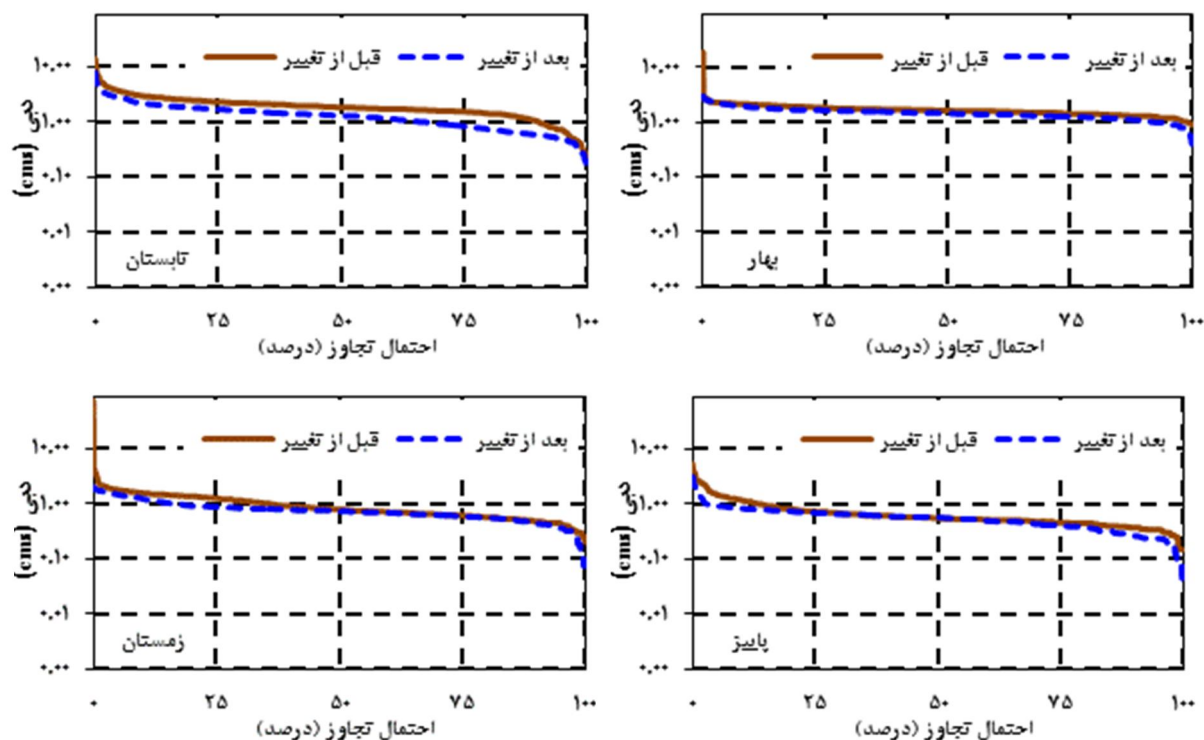 قبل از تغییر بعد از تغییر
۱۰.۰۰
۱.۰۰
۰.۱۰
۰.۰۱
۰.۰۰
دبی
(cms)
بهار
۰ ۲۵ ۵۰ ۷۵ ۱۰۰
احتمال تجاوز (درصد)
قبل از تغییر بعد از تغییر
۱۰.۰۰
۱.۰۰
۰.۱۰
۰.۰۱
۰.۰۰
دبی
(cms)
تابستان
۰ ۲۵ ۵۰ ۷۵ ۱۰۰
احتمال تجاوز (درصد)
قبل از تغییر بعد از تغییر
۱۰.۰۰
۱.۰۰
۰.۱۰
۰.۰۱
۰.۰۰
دبی
(cms)
پاییز
۰ ۲۵ ۵۰ ۷۵ ۱۰۰
احتمال تجاوز (درصد)
قبل از تغییر بعد از تغییر
۱۰.۰۰
۱.۰۰
۰.۱۰
۰.۰۱
۰.۰۰
دبی
(cms)
زمستان
۰ ۲۵ ۵۰ ۷۵ ۱۰۰
احتمال تجاوز (درصد)